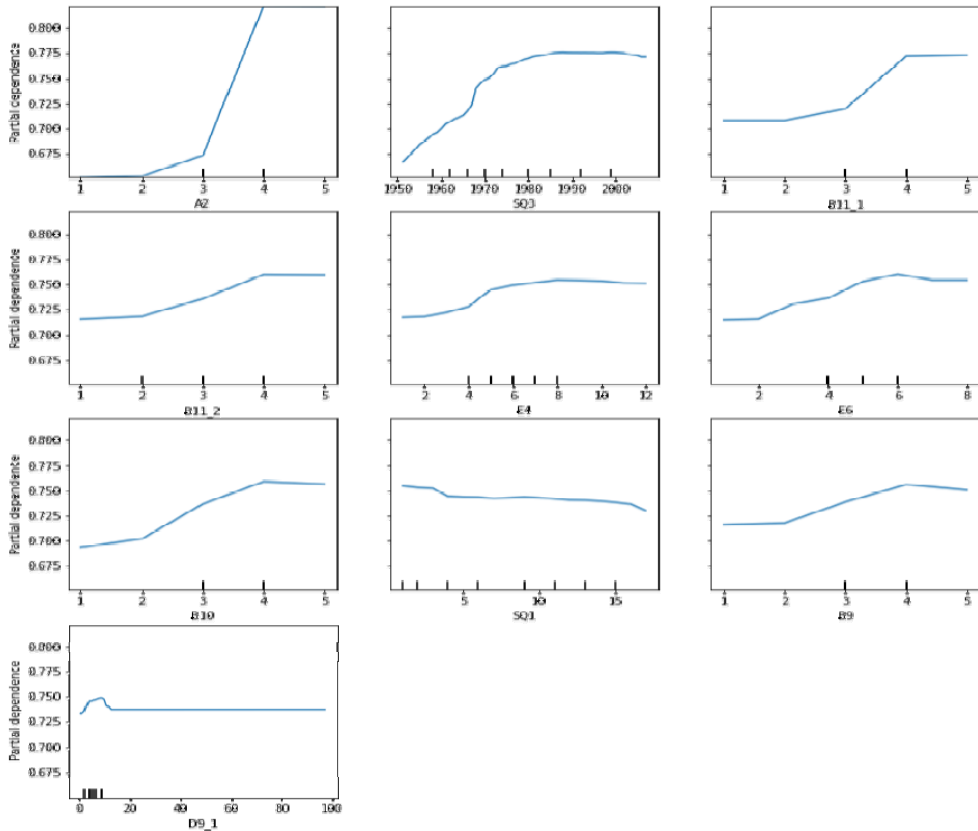 Partial dependence
0.800
0.775
0.750
0.725
0.700
0.675
1 2 3 4 5
A2
1950 1960 1970 1980 1990 2000
SQ3
1 2 3 4 5
B11_1
Partial dependence
0.800
0.775
0.750
0.725
0.700
0.675
1 2 3 4 5
B11_2
2 4 6 8 10 12
E4
2 4 6 8
E6
Partial dependence
0.800
0.775
0.750
0.725
0.700
0.675
1 2 3 4 5
B10
5 10 15
SQ1
1 2 3 4 5
B9
Partial dependence
0.800
0.775
0.750
0.725
0.700
0.675
0 20 40 60 80 100
D9_1